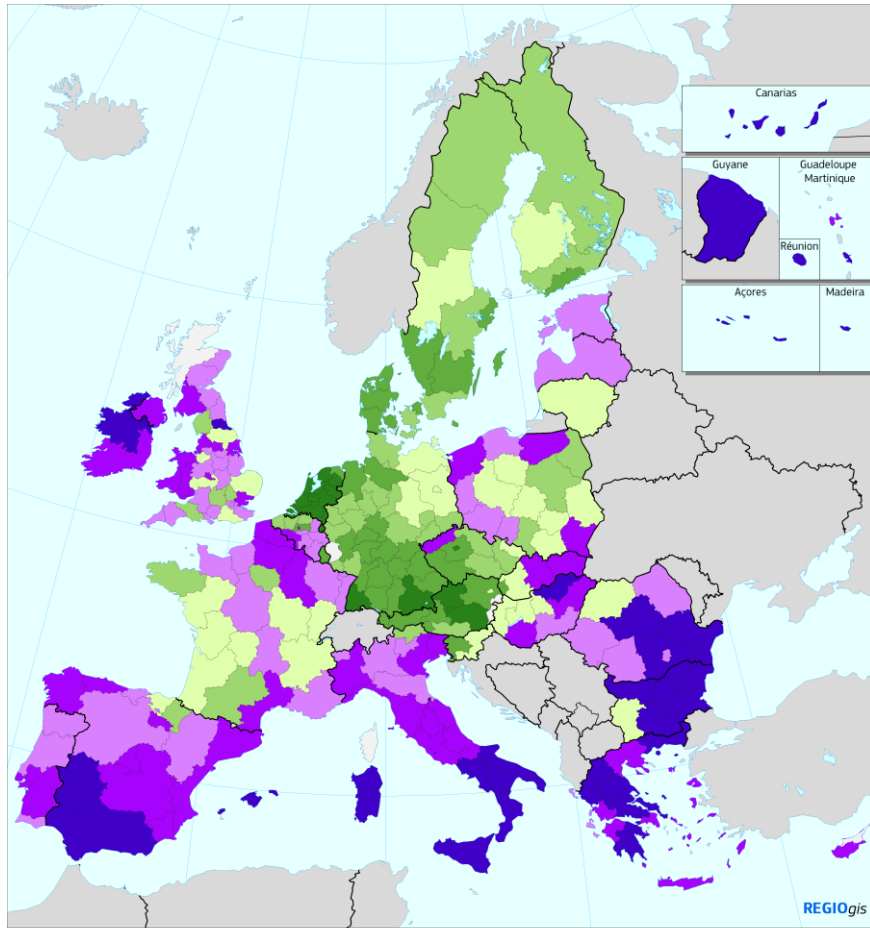 Canarias
Guyane
Guadeloupe
Martinique
Réunion
Açores
Madeira
REGIOgis